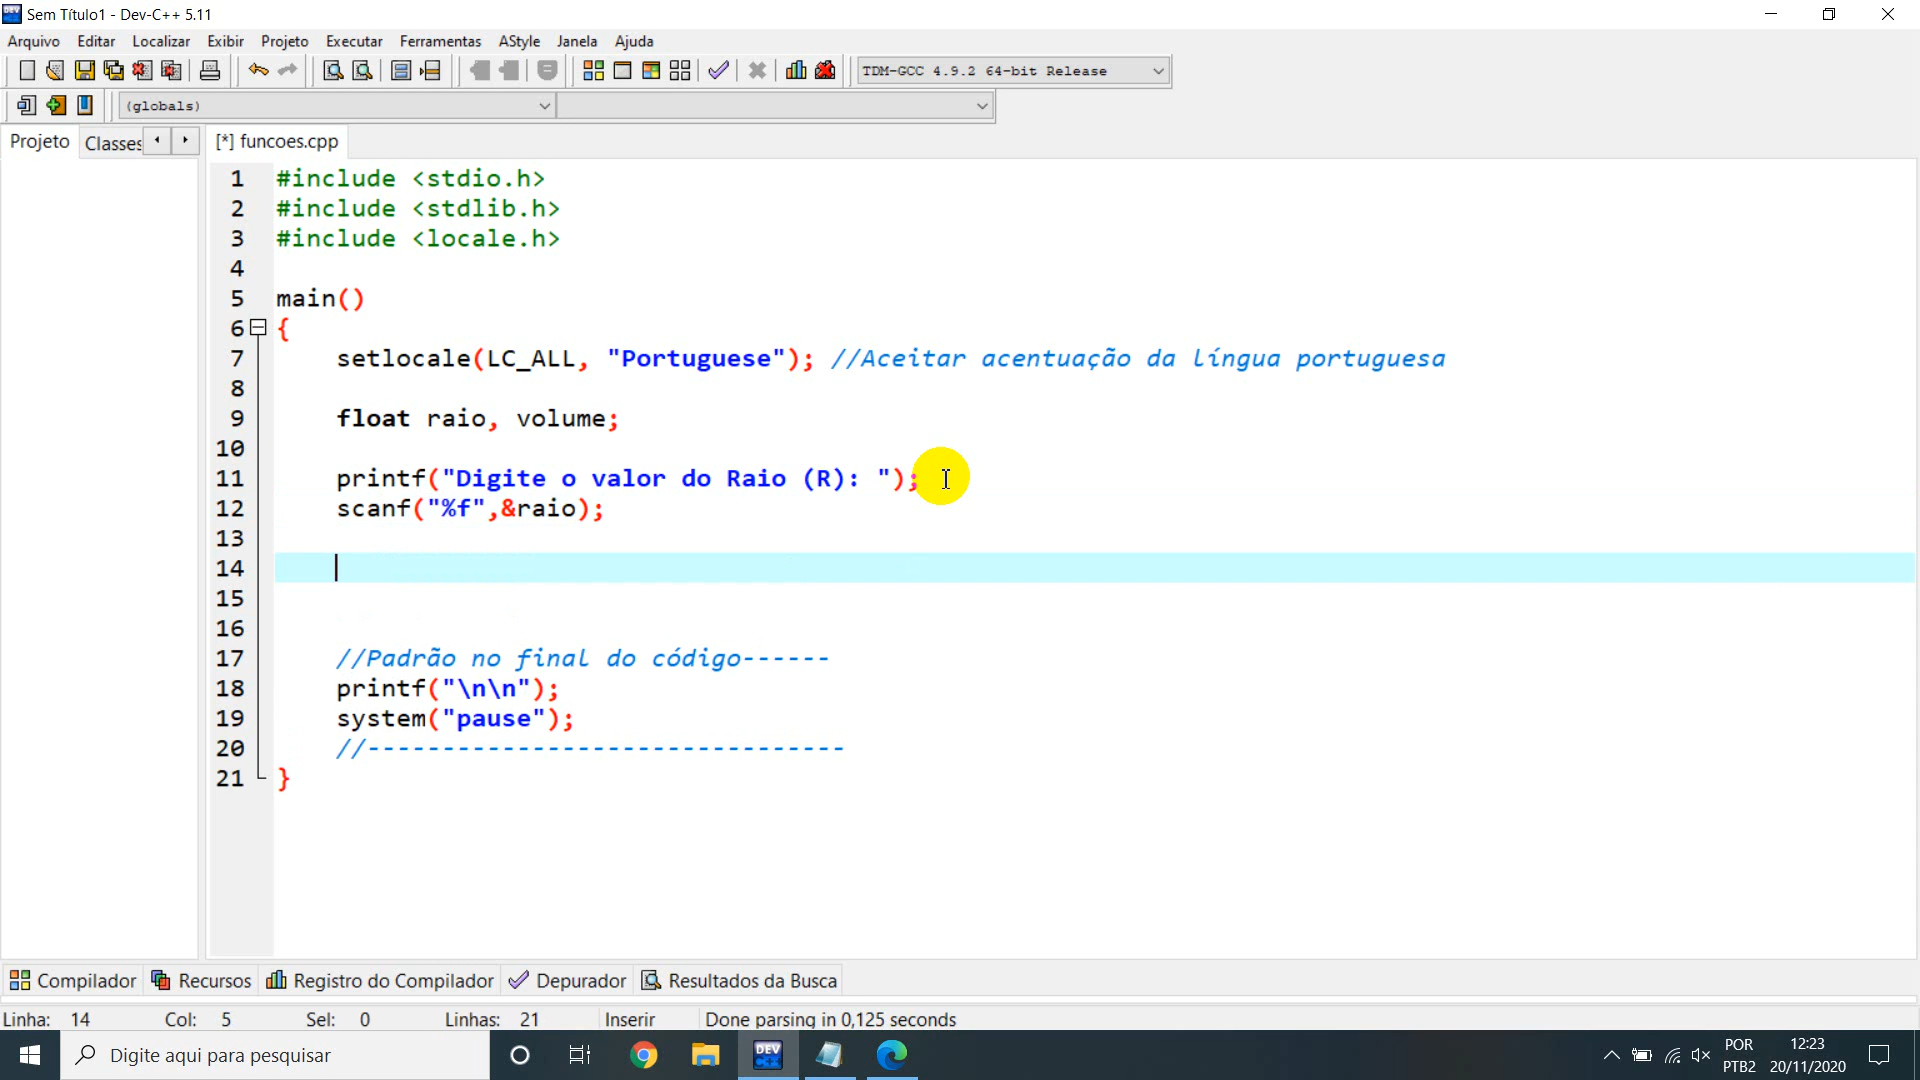 Sem Título1 - Dev-C++ 5.11
Arquivo Editar Localizar Exibir Projeto Executar Ferramentas AStyle Janela Ajuda
TDM-GCC 4.9.2 64-bit Release
(globals)
Projeto Classes [*] funcoes.cpp
1 #include <stdio.h>
2 #include <stdlib.h>
3 #include <locale.h>
4
5 main()
6 {
7 setlocale(LC_ALL, "Portuguese"); //Aceitar acentuação da língua portuguesa
8
9 float raio, volume;
10
11 printf("Digite o valor do Raio (R): ");
12 scanf("%f",&raio);
13
14
15
16
17 //Padrão no final do código------
18 printf("\n\n");
19 system("pause");
20 //--------------------------------
21 }
Compilador Recursos Registro do Compilador Depurador Resultados da Busca
Linha: 14 Col: 5 Sel: 0 Linhas: 21 Inserir Done parsing in 0,125 seconds
Digite aqui para pesquisar
DEV C++
POR 12:23
PTB2 20/11/2020